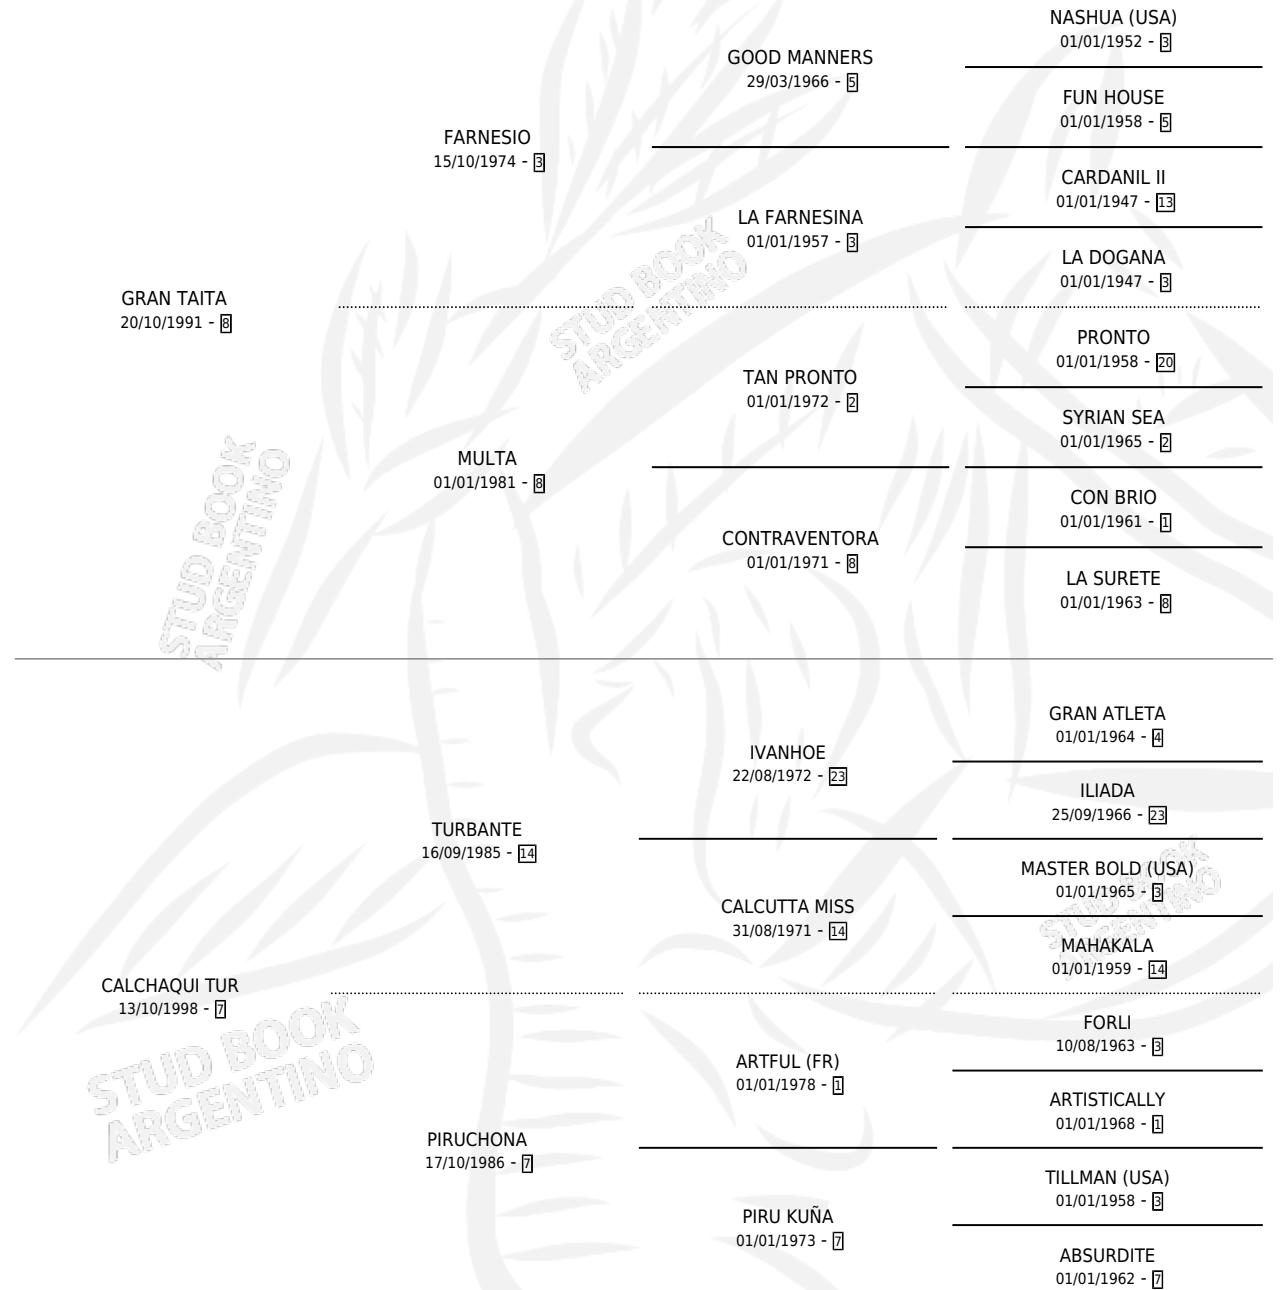 NASHUA (USA)
01/01/1952 - 3
GOOD MANNERS
29/03/1966 - 5
FUN HOUSE
01/01/1958 - 5
FARNESIO
15/10/1974 - 3
CARDANIL II
01/01/1947 - 13
LA FARNESINA
01/01/1957 - 3
LA DOGANA
01/01/1947 - 3
GRAN TAITA
20/10/1991 - 8
PRONTO
01/01/1958 - 20
TAN PRONTO
01/01/1972 - 2
SYRIAN SEA
01/01/1965 - 2
MULTA
01/01/1981 - 8
CON BRIO
01/01/1961 - 1
CONTRAVENTORA
01/01/1971 - 8
LA SURETE
01/01/1963 - 8
GRAN ATLETA
01/01/1964 - 4
IVANHOE
22/08/1972 - 23
ILIADA
25/09/1966 - 23
TURBANTE
16/09/1985 - 14
MASTER BOLD (USA)
01/01/1965 - 3
CALCUTTA MISS
31/08/1971 - 14
MAHAKALA
01/01/1959 - 14
CALCHAQUI TUR
13/10/1998 - 7
FORLI
10/08/1963 - 3
ARTFUL (FR)
01/01/1978 - 1
ARTISTICALLY
01/01/1968 - 1
PIRUCHONA
17/10/1986 - 7
TILLMAN (USA)
01/01/1958 - 3
PIRU KUÑA
01/01/1973 - 7
ABSURDITE
01/01/1962 - 7
STUD BOOK
ARGENTINO
STUD BOOK
ARGENTINO
STUD BOOK
ARGENTINO
STUD BOOK
ARGENTINO